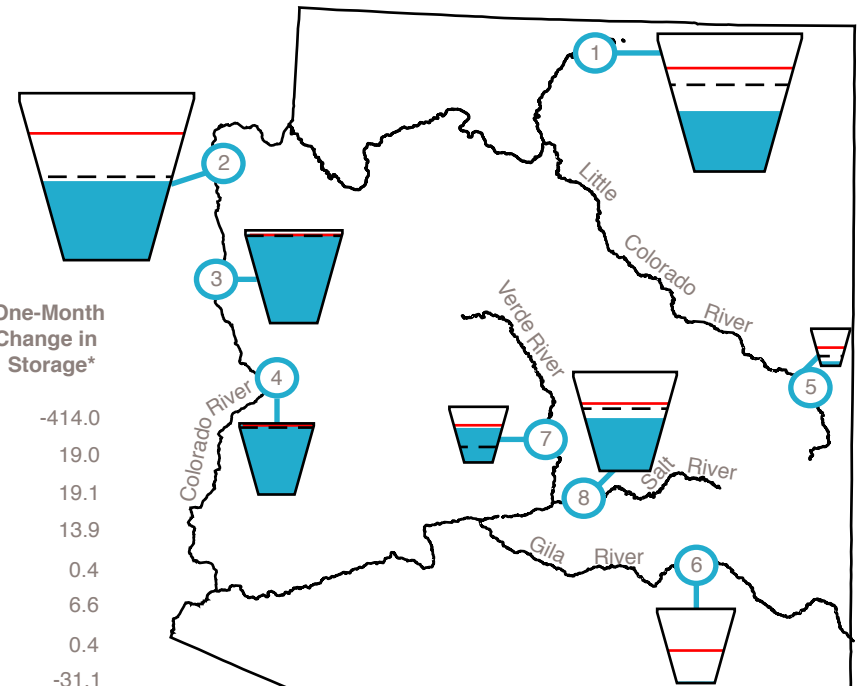 1
2
3
One-Month
Change in
Storage*
-414.0
19.0
19.1
13.9
0.4
6.6
0.4
-31.1
Little
Colorado
River
Verde River
Colorado River
4
5
7
8
Salt River
Gila River
6